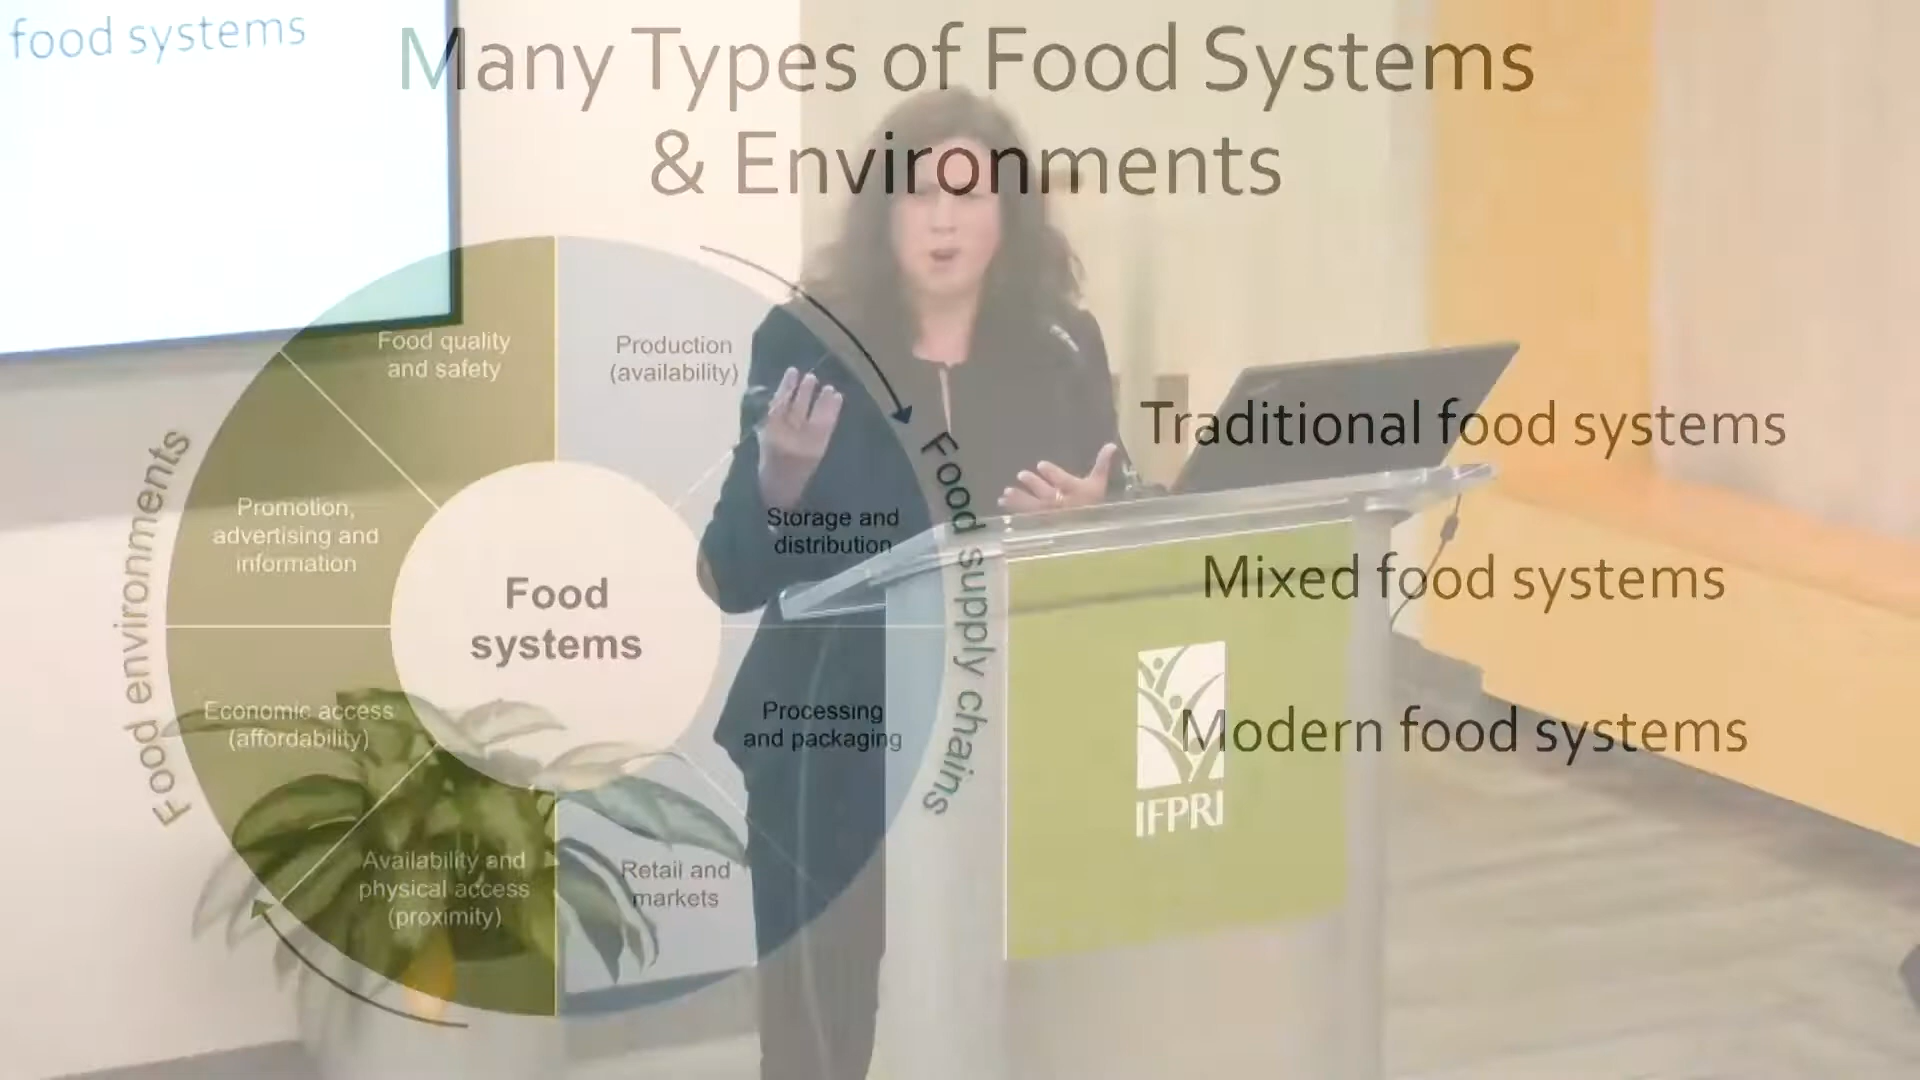 food systems
Many Types of Food Systems
& Environments
Food quality
and safety
Production
(availability)
Promotion,
advertising and
information
Storage and
distribution
Food
systems
Economic access
(affordability)
Processing
and packaging
Availability and
physical access
(proximity)
Retail and
markets
Food environments
Food supply chains
Traditional food systems
Mixed food systems
Modern food systems
IFPRI